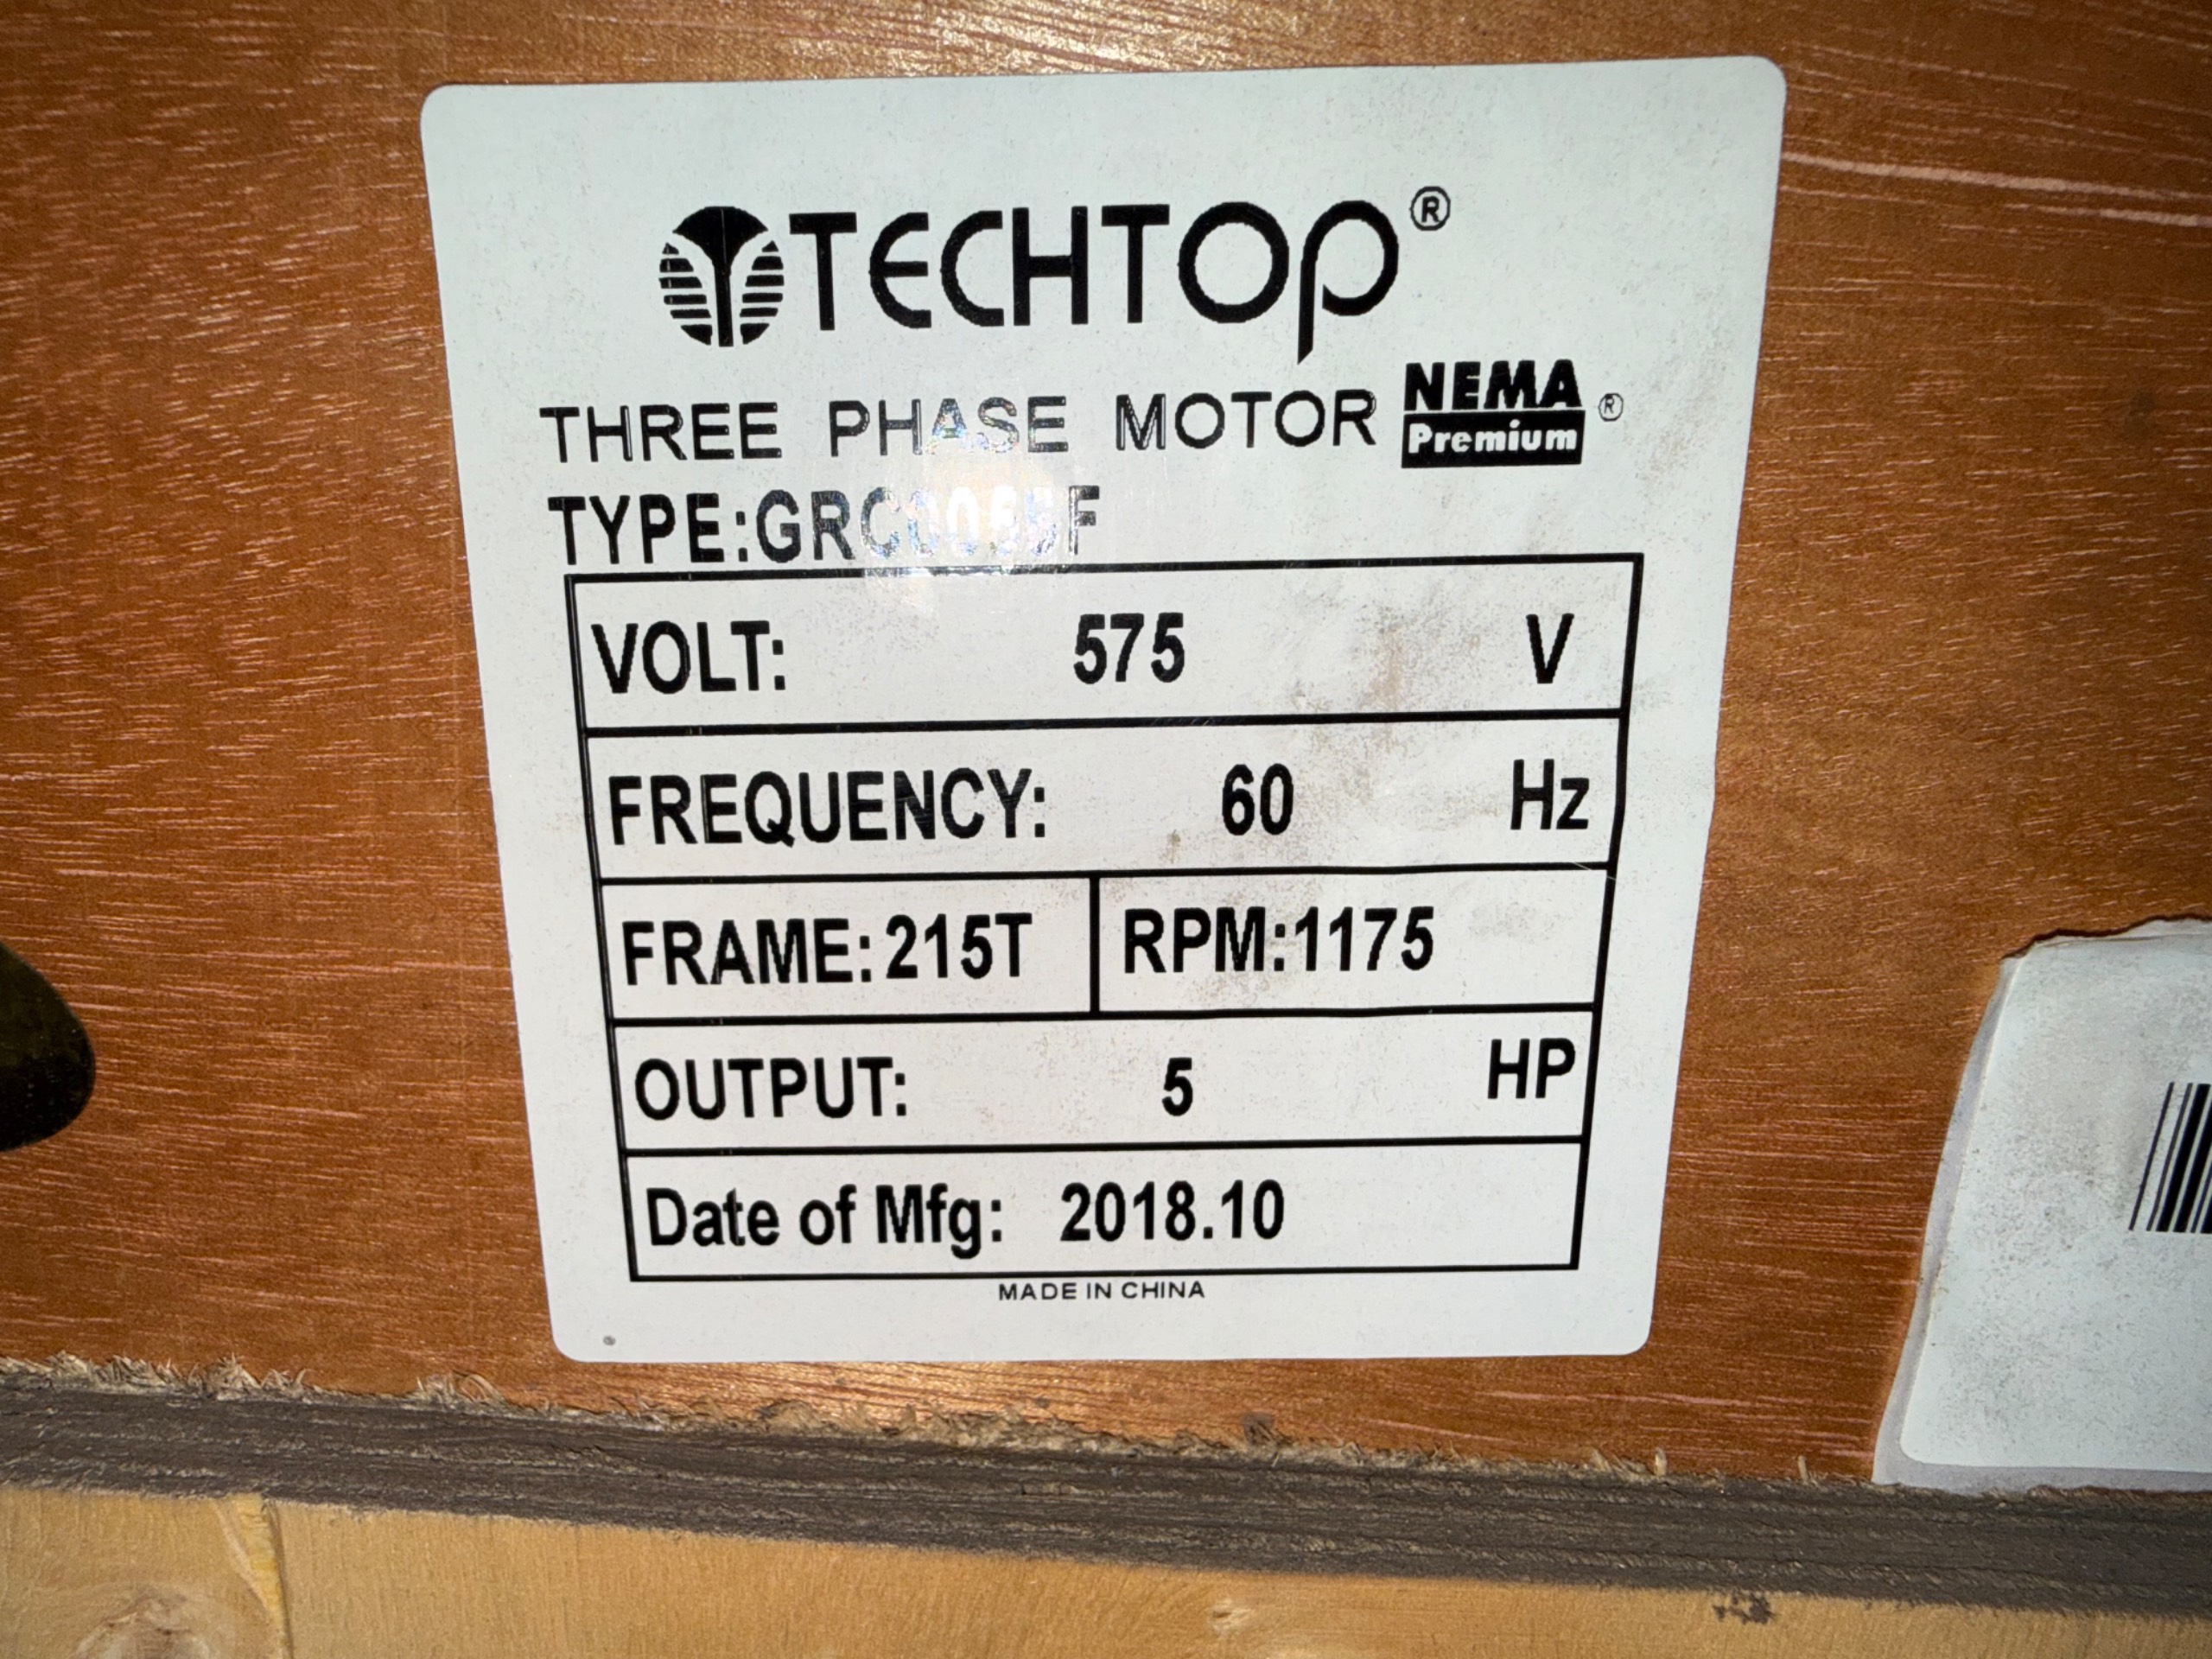 TECHTOP®
THREE PHASE MOTOR NEMA Premium®
VOLT: 575 V
FREQUENCY: 60 Hz
FRAME: 215T RPM:1175
OUTPUT: 5 HP
Date of Mfg: 2018.10
MADE IN CHINA